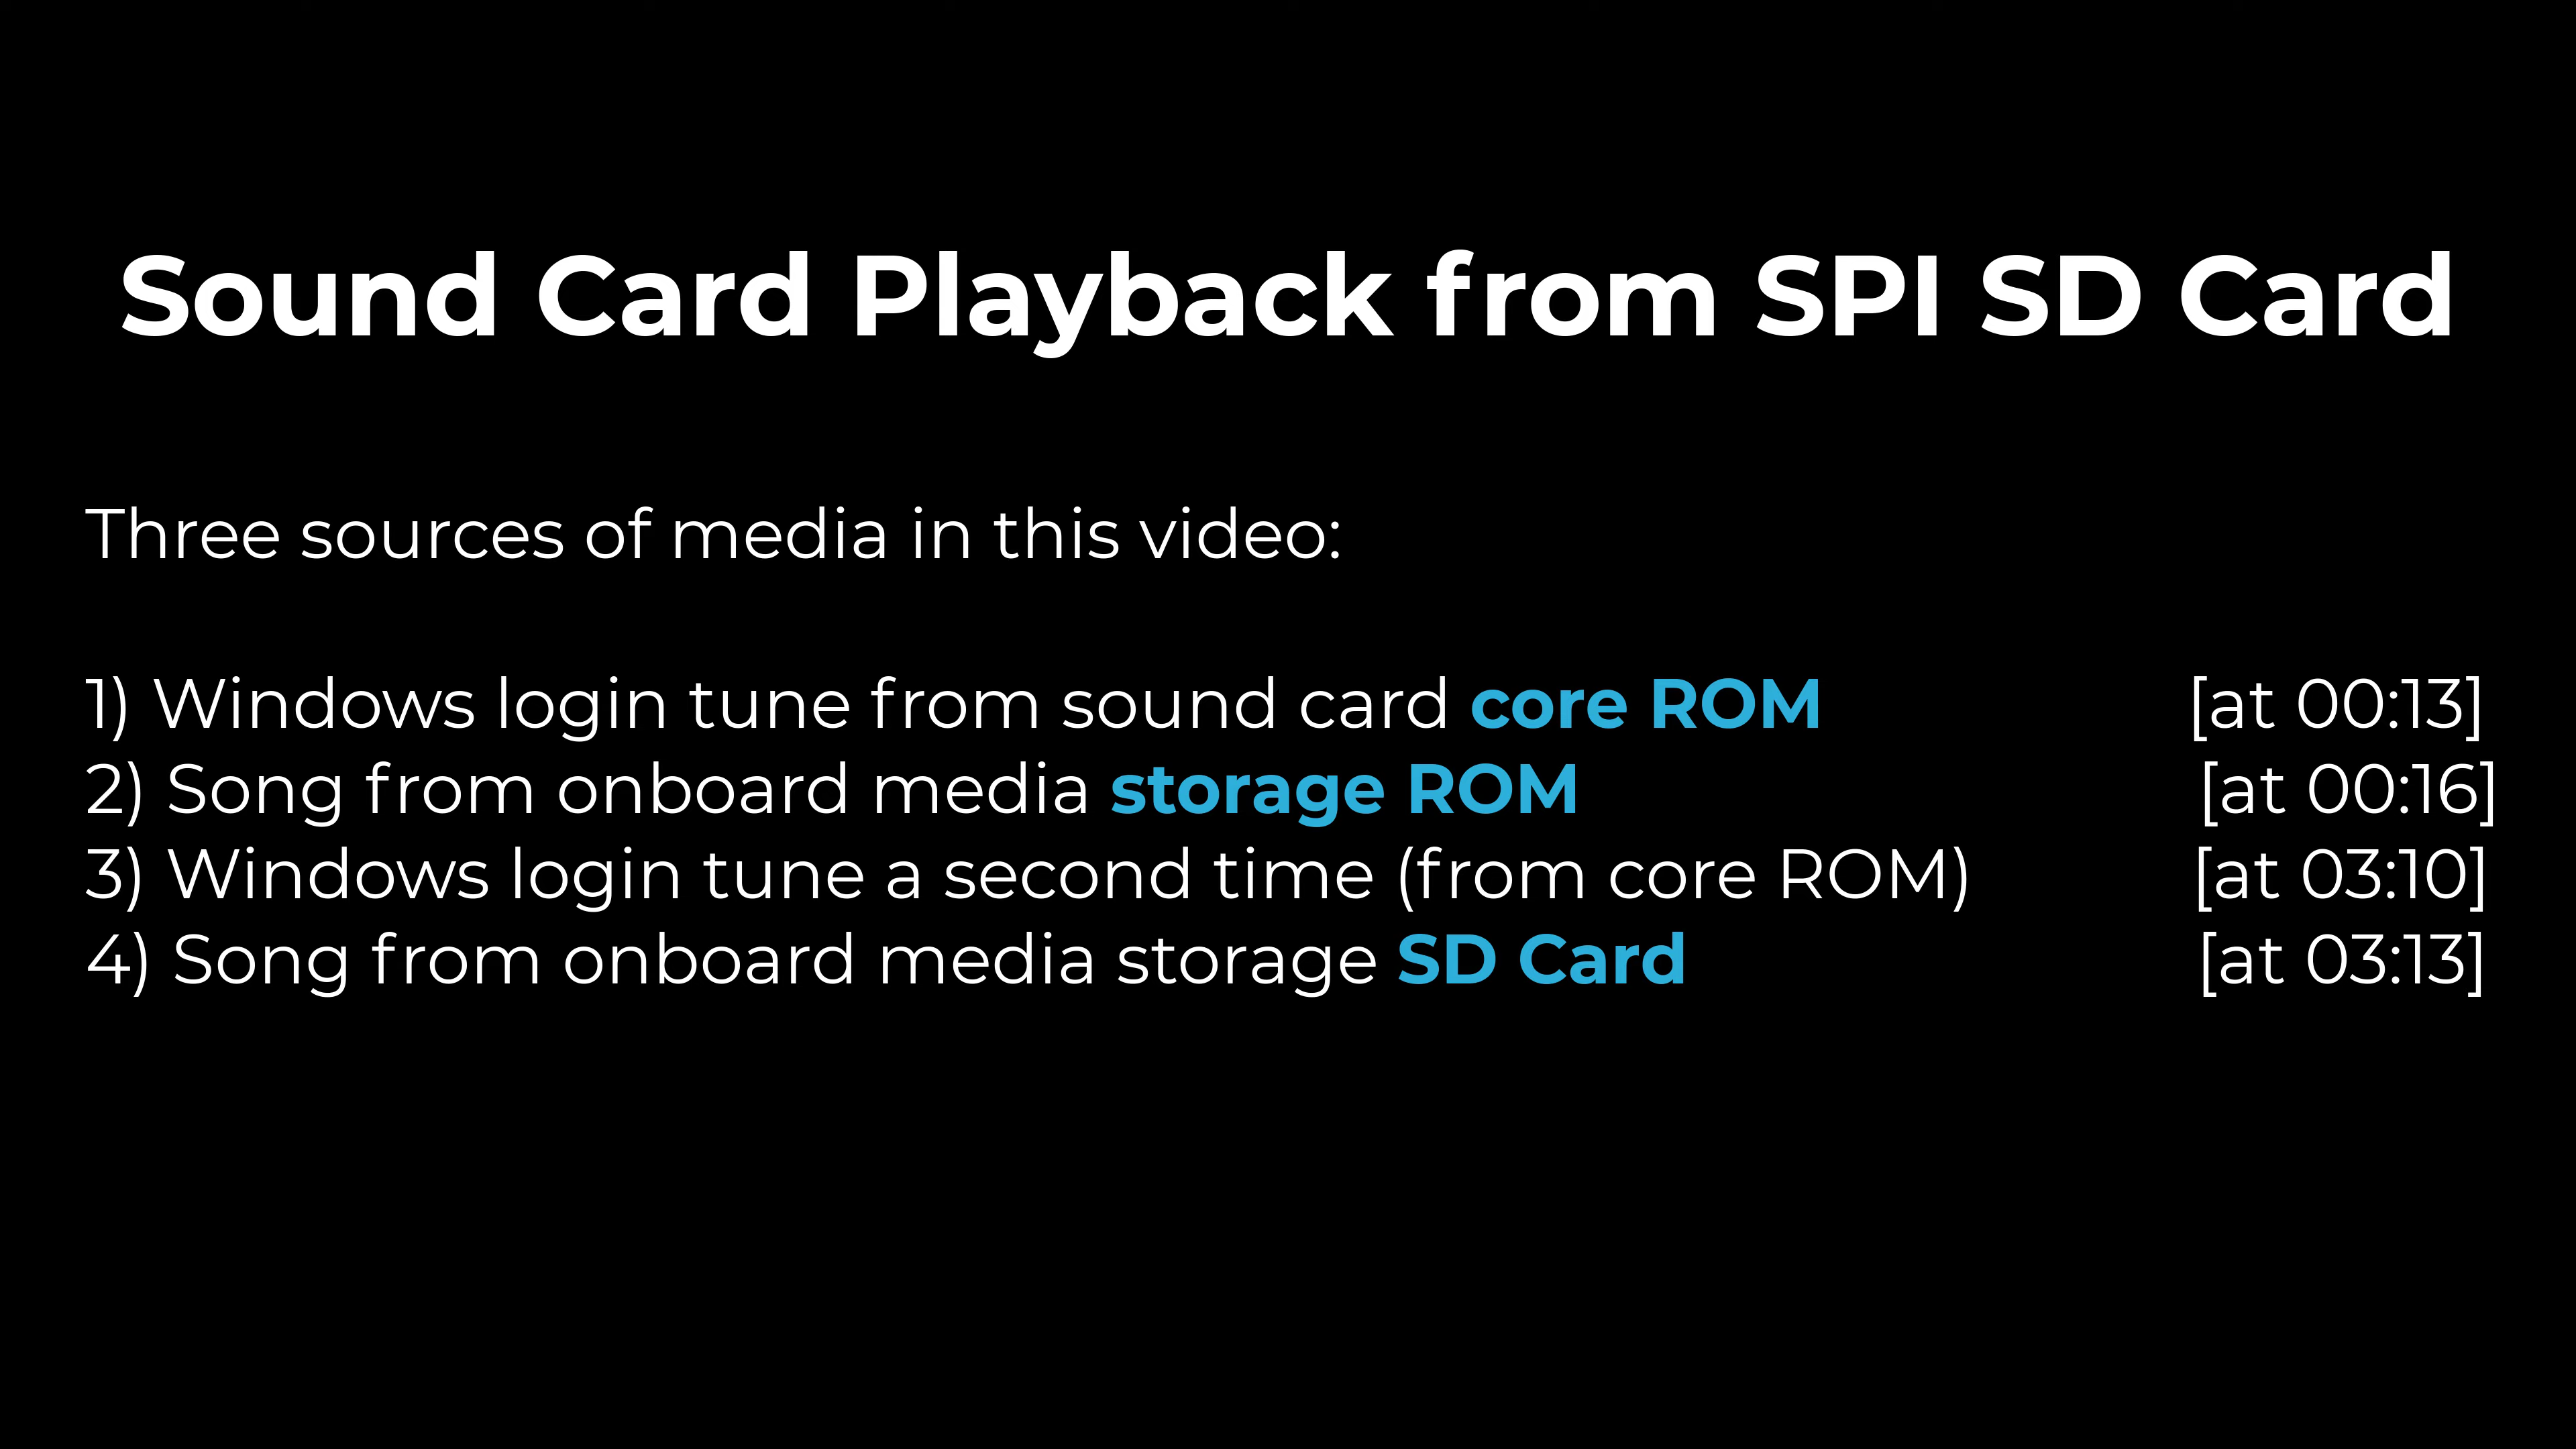 Sound Card Playback from SPI SD Card
Three sources of media in this video:
1) Windows login tune from sound card core ROM [at 00:13]
2) Song from onboard media storage ROM [at 00:16]
3) Windows login tune a second time (from core ROM) [at 03:10]
4) Song from onboard media storage SD Card [at 03:13]